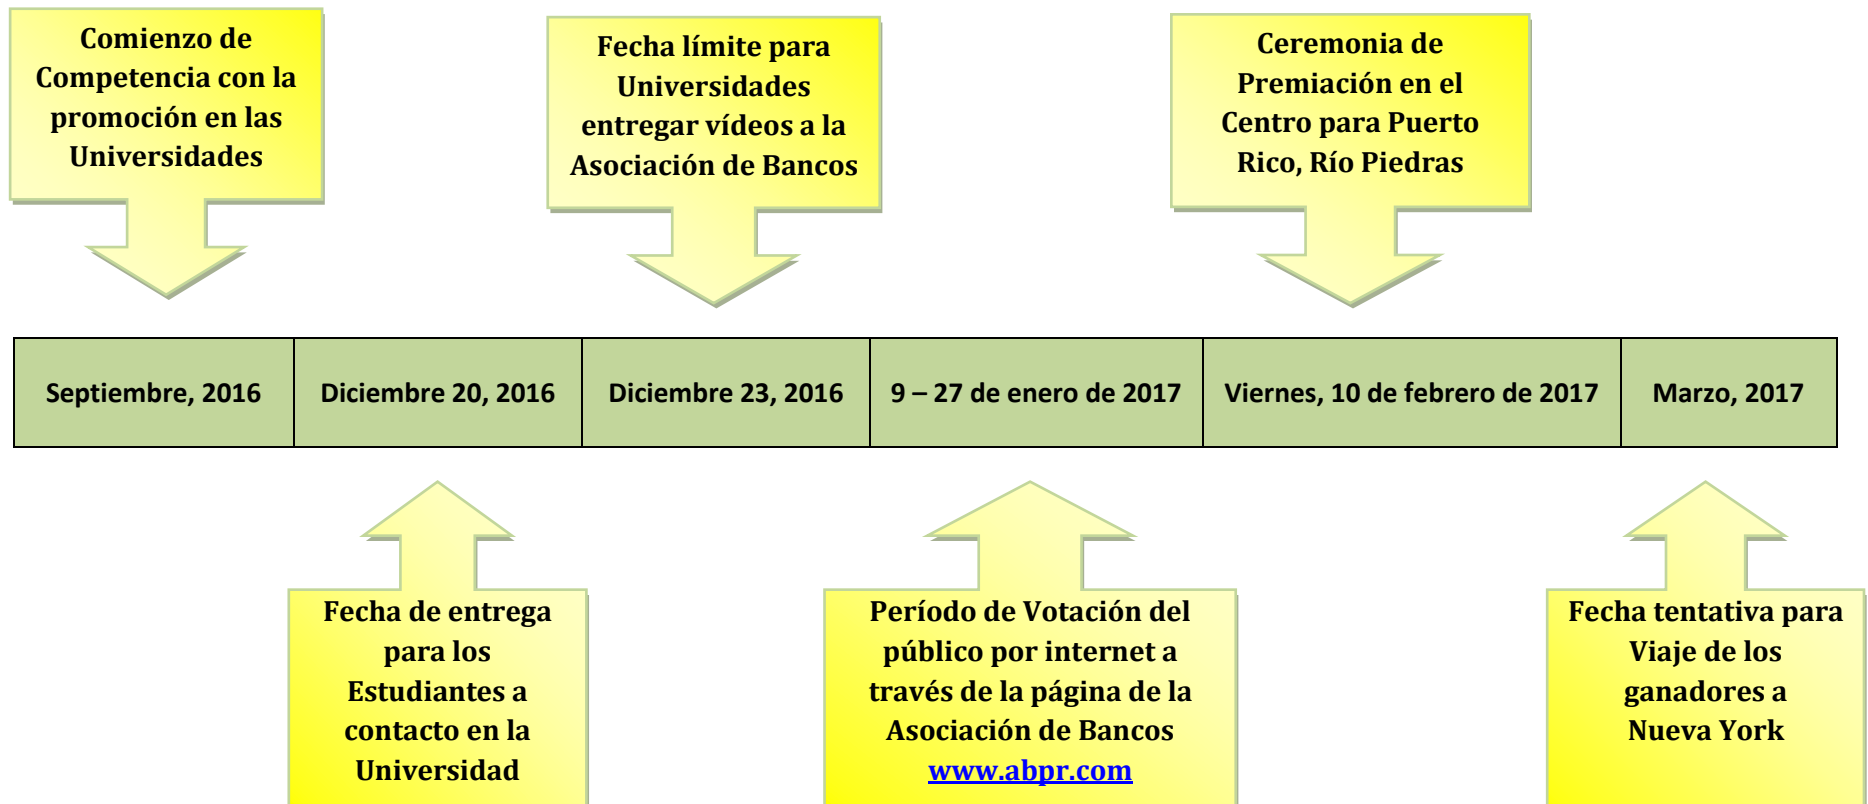 Comienzo de
Competencia con la
promoción en las
Universidades
Fecha límite para
Universidades
entregar vídeos a la
Asociación de Bancos
Ceremonia de
Premiación en el
Centro para Puerto
Rico, Río Piedras
Septiembre, 2016
Diciembre 20, 2016
Diciembre 23, 2016
9 – 27 de enero de 2017
Viernes, 10 de febrero de 2017
Marzo, 2017
Fecha de entrega
para los
Estudiantes a
contacto en la
Universidad
Período de Votación del
público por internet a
través de la página de la
Asociación de Bancos
www.abpr.com
Fecha tentativa para
Viaje de los
ganadores a
Nueva York